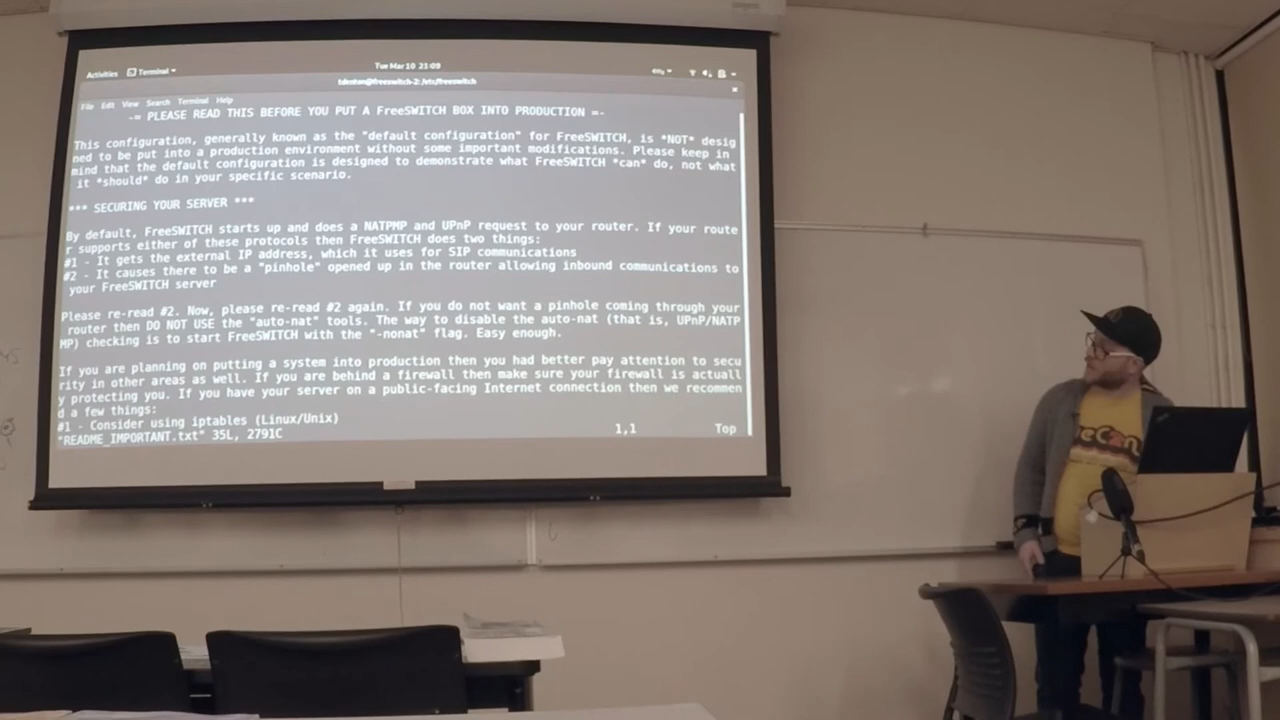 Activities Terminal Tue Mar 10 21:09
tdenton@freeswitch-2: /etc/freeswitch
File Edit View Search Terminal Help
-= PLEASE READ THIS BEFORE YOU PUT A FreeSWITCH BOX INTO PRODUCTION =-
This configuration, generally known as the "default configuration" for FreeSWITCH, is *NOT* desig
ned to be put into a production environment without some important modifications. Please keep in
mind that the default configuration is designed to demonstrate what FreeSWITCH *can* do, not what
it *should* do in your specific scenario.
*** SECURING YOUR SERVER ***
By default, FreeSWITCH starts up and does a NATPMP and UPnP request to your router. If your route
r supports either of these protocols then FreeSWITCH does two things:
#1 - It gets the external IP address, which it uses for SIP communications
#2 - It causes there to be a "pinhole" opened up in the router allowing inbound communications to
your FreeSWITCH server
Please re-read #2. Now, please re-read #2 again. If you do not want a pinhole coming through your
router then DO NOT USE the "auto-nat" tools. The way to disable the auto-nat (that is, UPnP/NATP
MP) checking is to start FreeSWITCH with the "-nonat" flag. Easy enough.
If you are planning on putting a system into production then you had better pay attention to secu
rity in other areas as well. If you are behind a firewall then make sure your firewall is actuall
y protecting you. If you have your server on a public-facing Internet connection then we recommen
d a few things:
#1 - Consider using iptables (Linux/Unix)
"README_IMPORTANT.txt" 35L, 2791C 1,1 Top